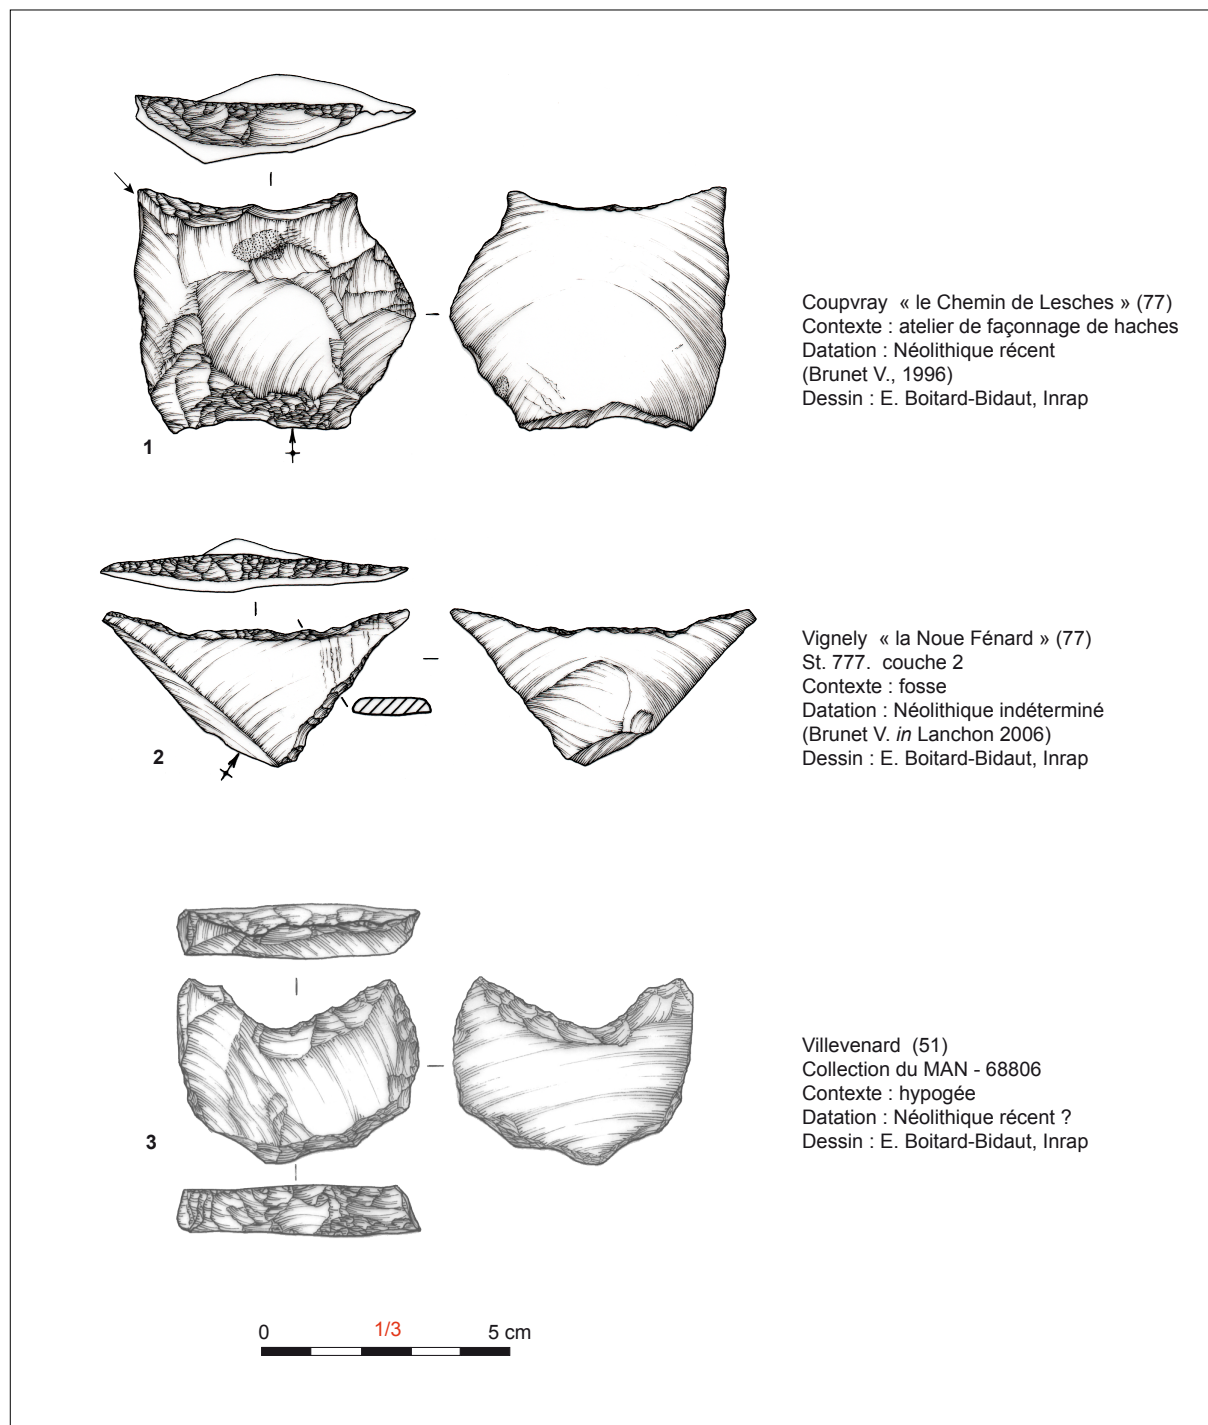 1
Coupvray « le Chemin de Lesches » (77)
Contexte : atelier de façonnage de haches
Datation : Néolithique récent
(Brunet V., 1996)
Dessin : E. Boitard-Bidaut, Inrap
2
Vignely « la Noue Fénard » (77)
St. 777. couche 2
Contexte : fosse
Datation : Néolithique indéterminé
(Brunet V. in Lanchon 2006)
Dessin : E. Boitard-Bidaut, Inrap
3
Villevenard (51)
Collection du MAN - 68806
Contexte : hypogée
Datation : Néolithique récent ?
Dessin : E. Boitard-Bidaut, Inrap
0 1/3 5 cm